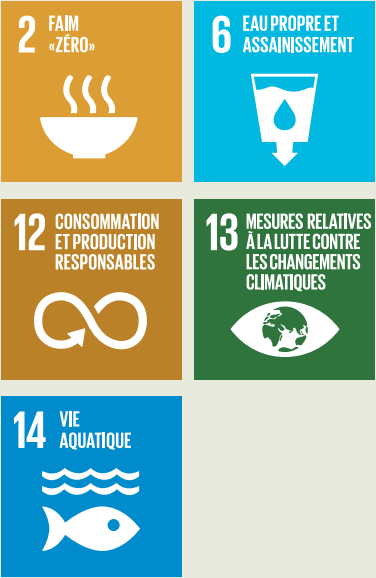 2 FAIM
«ZÉRO»
6 EAU PROPRE ET
ASSAINISSEMENT
12 CONSOMMATION
ET PRODUCTION
RESPONSABLES
13 MESURES RELATIVES
À LA LUTTE CONTRE
LES CHANGEMENTS
CLIMATIQUES
14 VIE
AQUATIQUE